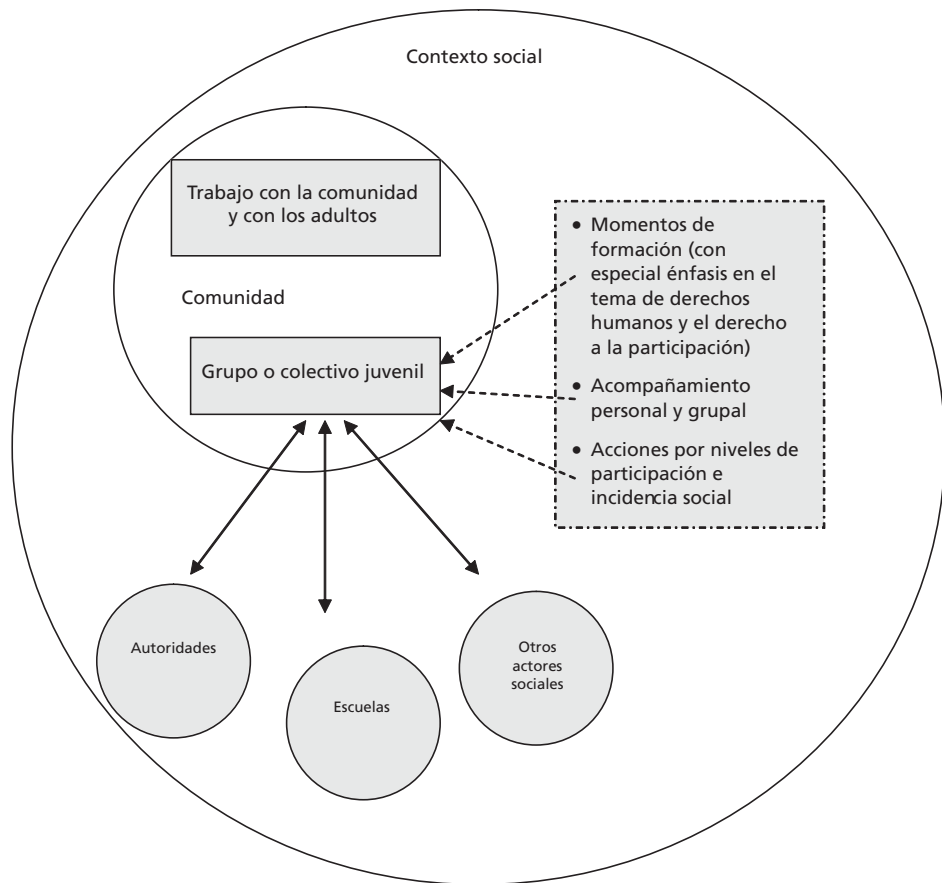 Contexto social
Trabajo con la comunidad
y con los adultos
Comunidad
Grupo o colectivo juvenil
• Momentos de
formación (con
especial énfasis en el
tema de derechos
humanos y el derecho
a la participación)
• Acompañamiento
personal y grupal
• Acciones por niveles de
participación e
incidencia social
Autoridades
Escuelas
Otros
actores
sociales